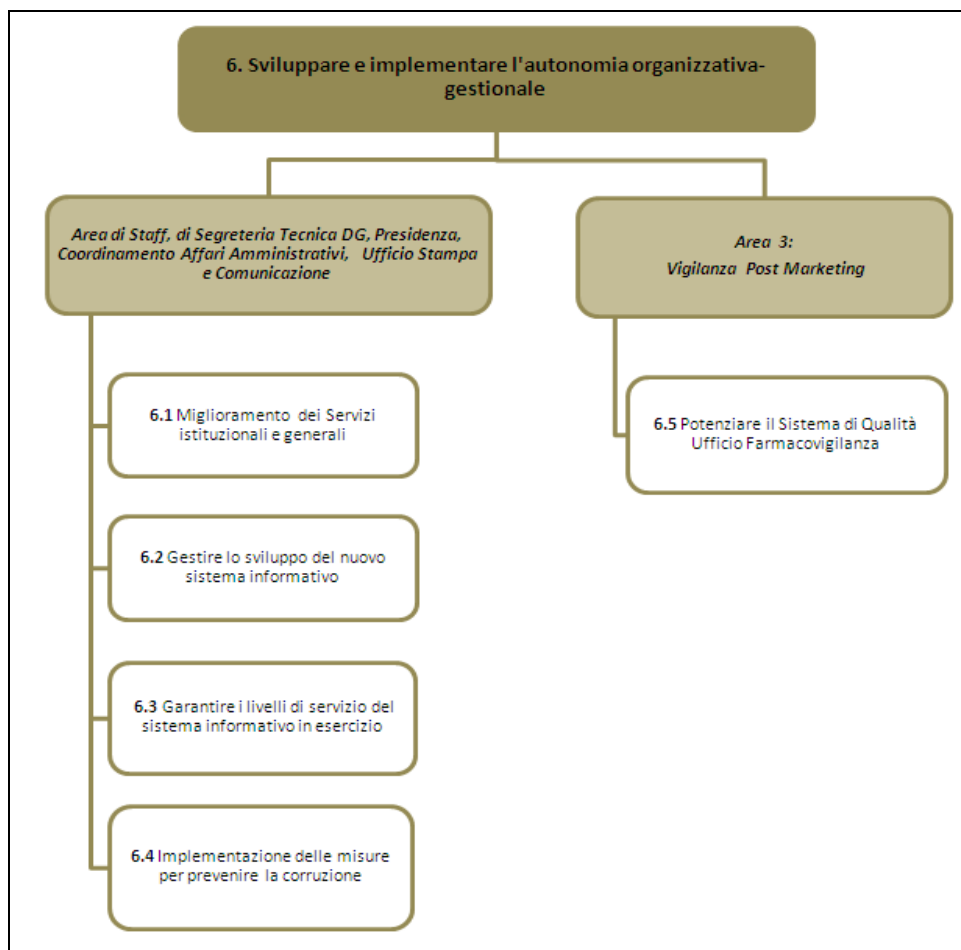 6. Sviluppare e implementare l'autonomia organizzativa-
gestionale
Area di Staff, di Segreteria Tecnica DG, Presidenza,
Coordinamento Affari Amministrativi, Ufficio Stampa
e Comunicazione
6.1 Miglioramento dei Servizi
istituzionali e generali
6.2 Gestire lo sviluppo del nuovo
sistema informativo
6.3 Garantire i livelli di servizio del
sistema informativo in esercizio
6.4 Implementazione delle misure
per prevenire la corruzione
Area 3:
Vigilanza Post Marketing
6.5 Potenziare il Sistema di Qualità
Ufficio Farmacovigilanza